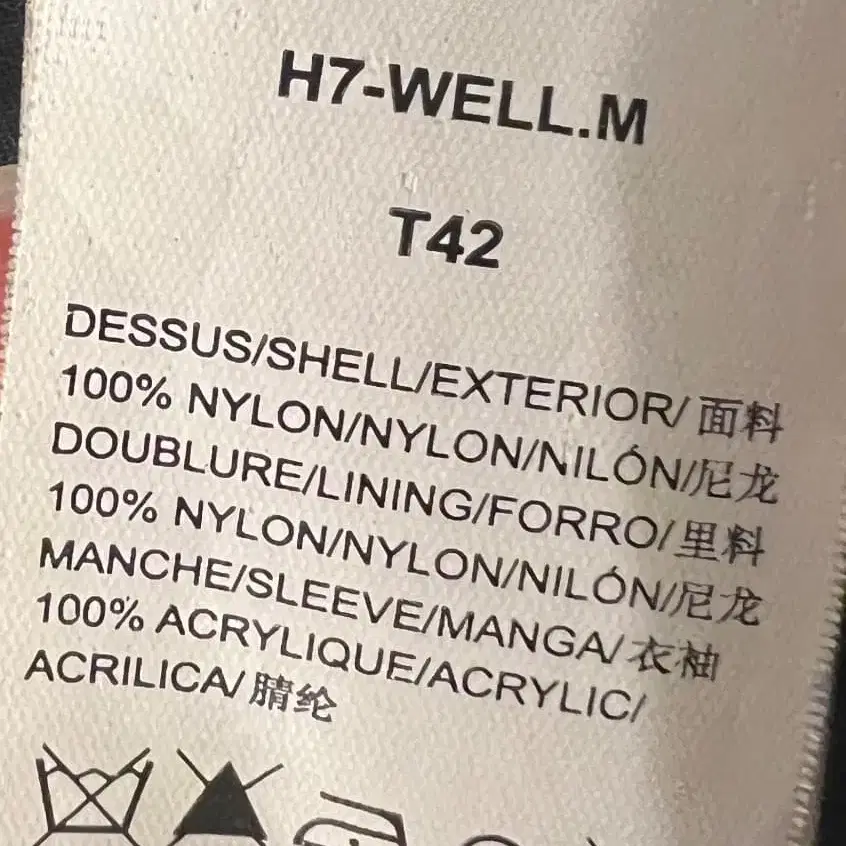 H7-WELL.M
T42
DESSUS/SHELL/EXTERIOR/ 面料
100% NYLON/NYLON/NILÓN/尼龙
DOUBLURE/LINING/FORRO/里料
100% NYLON/NYLON/NILÓN/尼龙
MANCHE/SLEEVE/MANGA/衣袖
100% ACRYLIQUE/ACRYLIC/
ACRILICA/腈纶